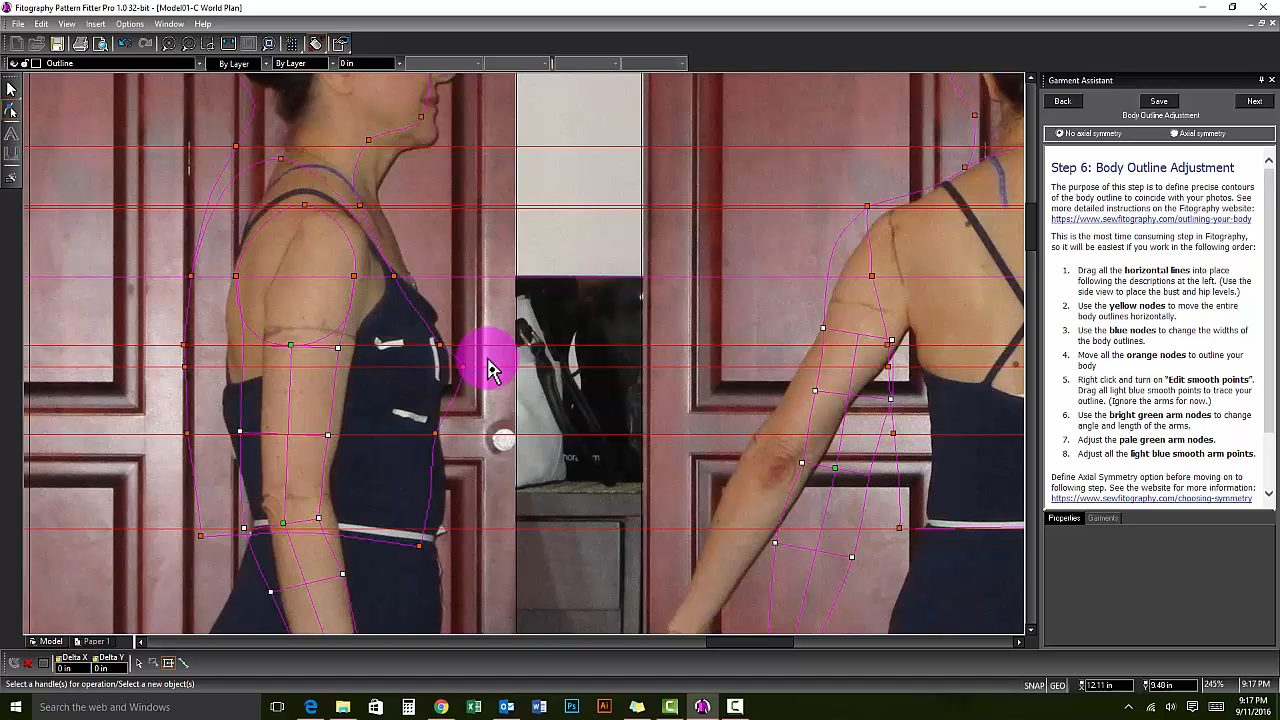 Fitography Pattern Fitter Pro 1.0 32-bit - [Model01-C World Plan]
File Edit View Insert Options Window Help
Outline By Layer By Layer 0 in
Garment Assistant
Back Save Next
Body Outline Adjustment
No axial symmetry Axial symmetry
Step 6: Body Outline Adjustment
The purpose of this step is to define precise contours
of the body outline to coincide with your photos. See
more detailed instructions on the Fitography website:
https://www.sewfitography.com/outlining-your-body
This is the most time consuming step in Fitography,
so it will be easiest if you work in the following order:
1. Drag all the horizontal lines into place
following the descriptions at the left. (Use the
side vew to place the bust and hip levels.)
2. Use the yellow nodes to move the entire
body outlines horizontally.
3. Use the blue nodes to change the widths of
the body outlines.
4. Move all the orange nodes to outline your
body
5. Right click and turn on "Edit smooth points".
Drag all light blue smooth points to trace your
outline. (Ignore the arms for now.)
6. Use the bright green arm nodes to change
angle and length of the arms.
7. Adjust the pale green arm nodes.
8. Adjust all the light blue smooth arm points.
Define Axial Symmetry option before moving on to
following step. See the website for more information:
https://www.sewfitography.com/choosing-symmetry
Properties Garments
Model Paper 1
Delta X Delta Y
0 in 0 in
Select a handle(s) for operation/Select a new object(s)
SNAP GEO 12.11 in 9.48 in 245% 9:17 PM
Search the web and Windows
9:17 PM
9/11/2016